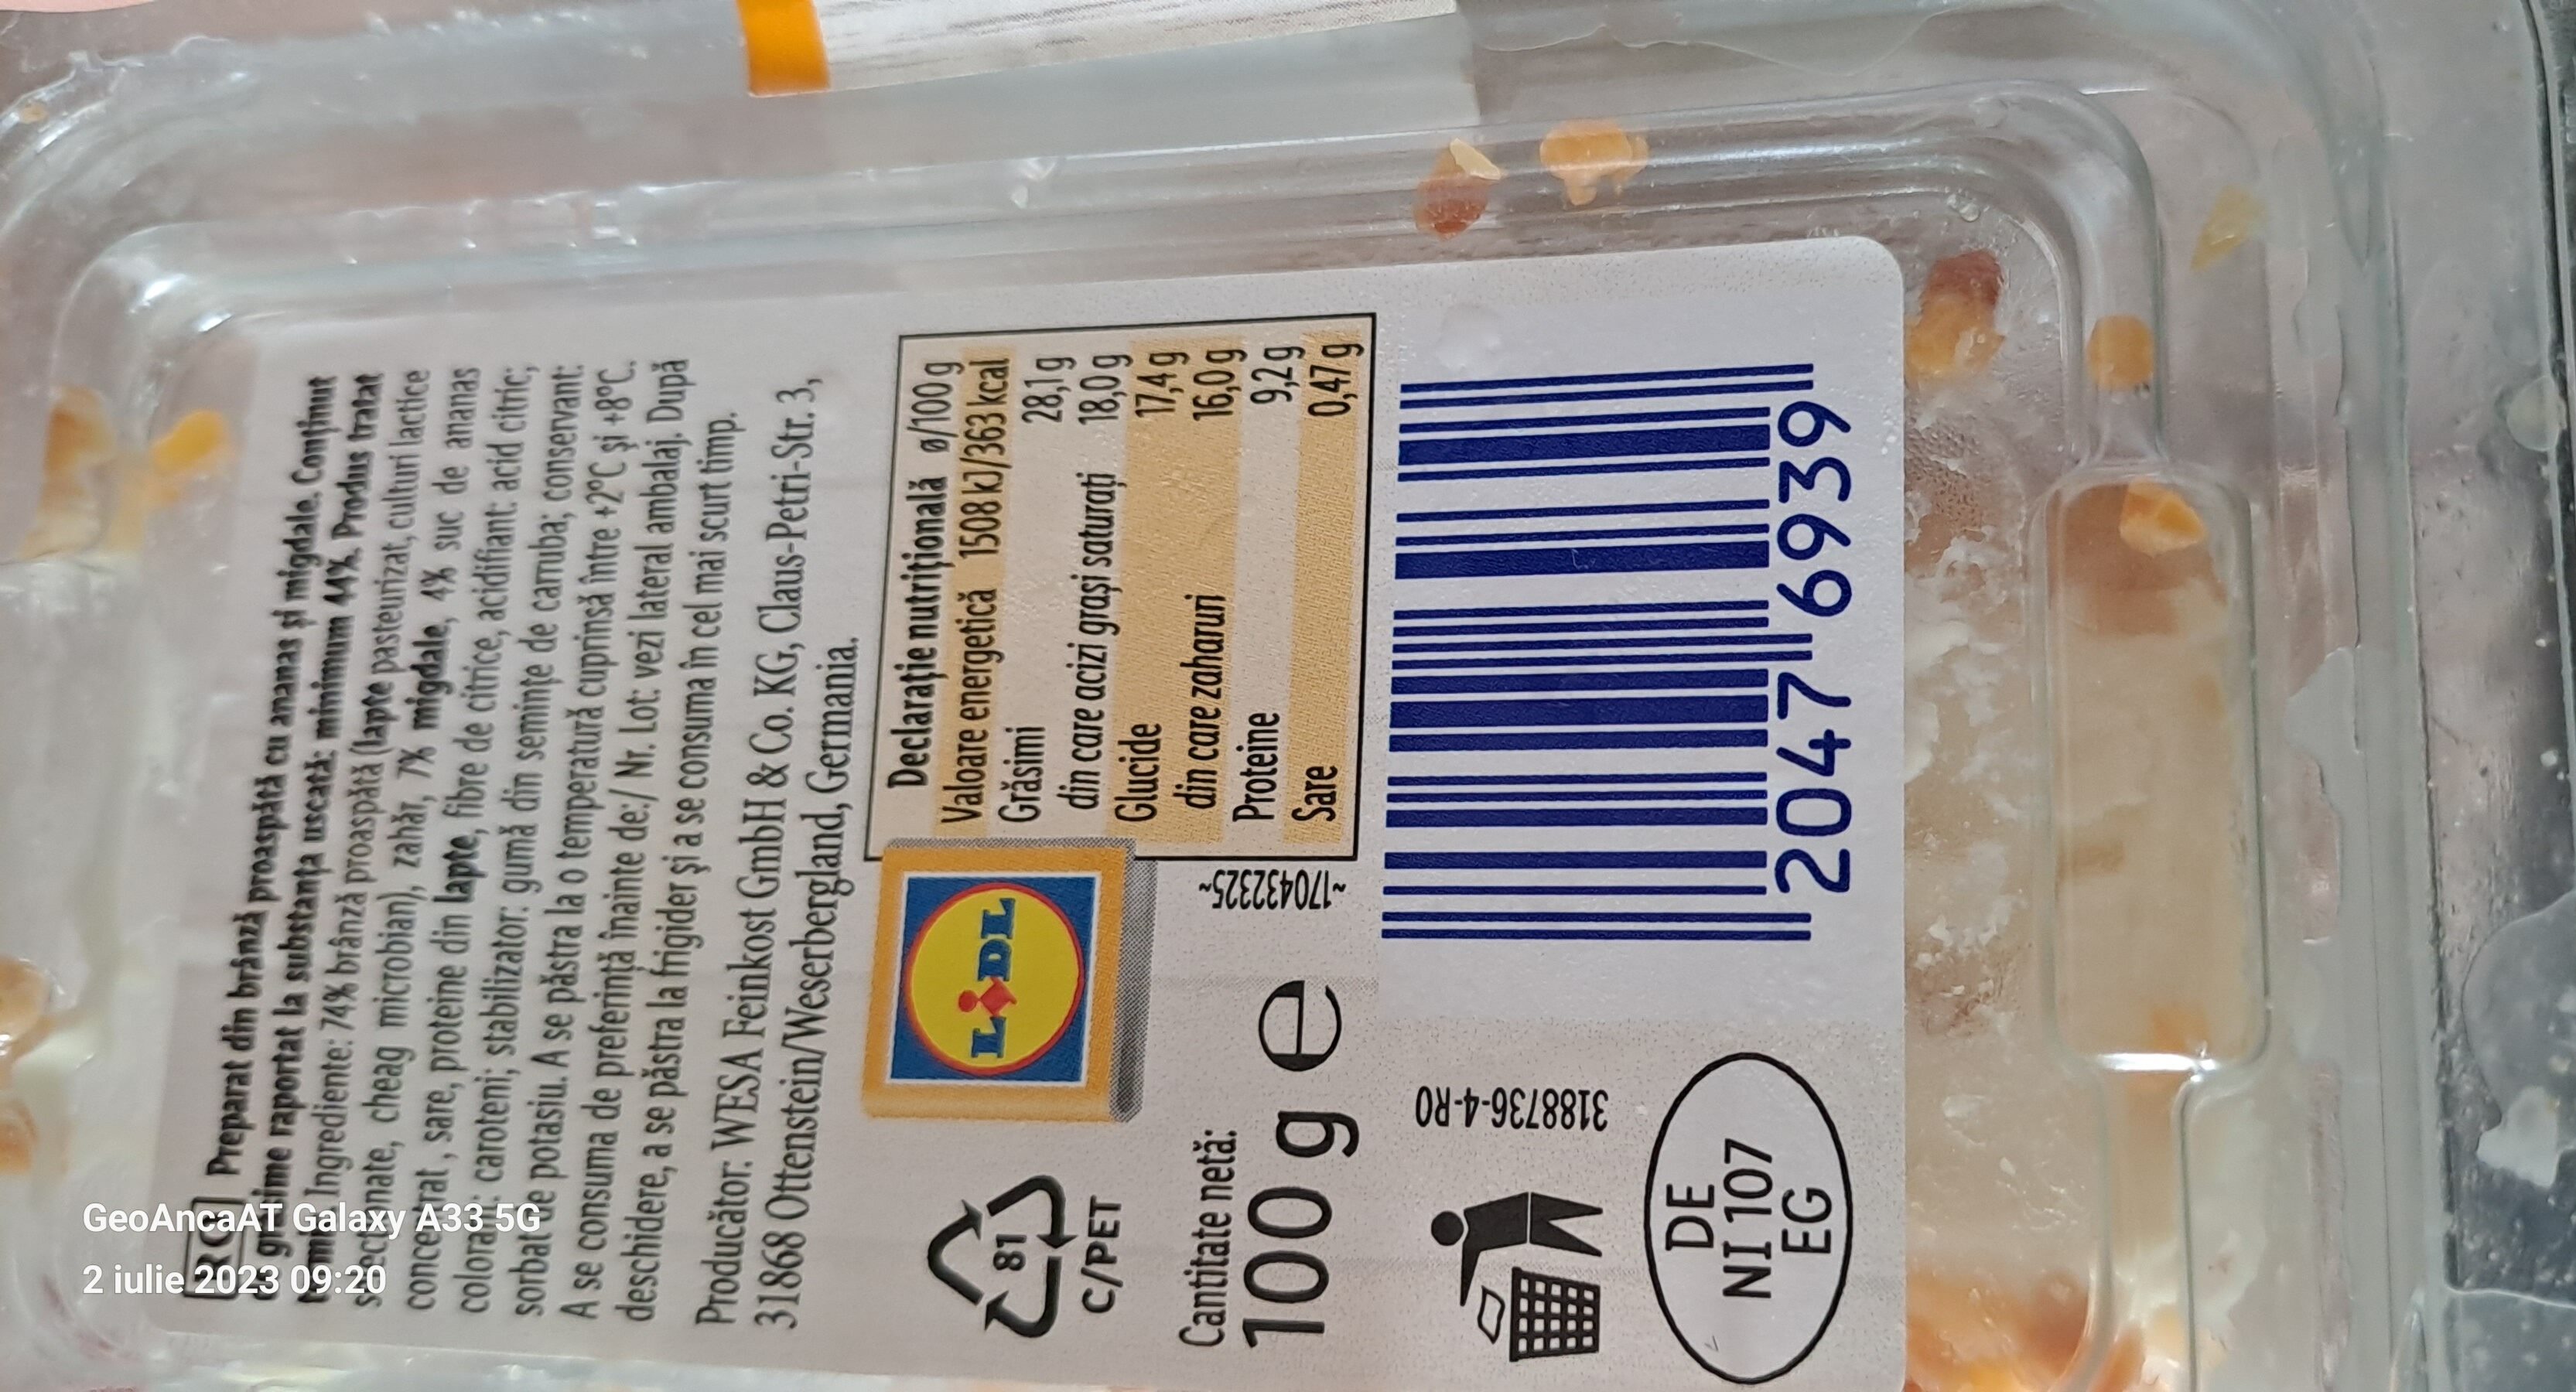 RO Preparat din brânză proaspătă cu ananas și migdale. Conținut
de grăsime raportat la substanța uscată: minimum 44%. Produs tratat
termic. Ingrediente: 74% brânză proaspătă (lapte pasteurizat, culturi lactice
selecționate, cheag microbian), zahăr, 7% migdale, 4% suc de ananas
concentrat , sare, proteine din lapte, fibre de citrice, acidifiant: acid citric;
colorant: caroteni; stabilizator: gumă din semințe de carruba; conservant:
sorbat de potasiu. A se păstra la o temperatură cuprinsă între +2°C și +8°C.
A se consuma de preferință înainte de:/ Nr. Lot: vezi lateral ambalaj. După
deschidere, a se păstra la frigider și a se consuma în cel mai scurt timp.
Producător: WESA Feinkost GmbH & Co. KG, Claus-Petri-Str. 3,
31868 Ottenstein/Weserbergland, Germania.
LIDL
81
C/PET
Declarație nutrițională ø/100 g
Valoare energetică 1508 kJ/363 kcal
Grăsimi 28,1 g
din care acizi grași saturați 18,0 g
Glucide 17,4 g
din care zaharuri 16,0 g
Proteine 9,2 g
Sare 0,47 g
~170432325~
Cantitate netă:
100 g e
3188736-4-RO
DE
NI 107
EG
2047 6939
GeoAncaAT Galaxy A33 5G
2 iulie 2023 09:20